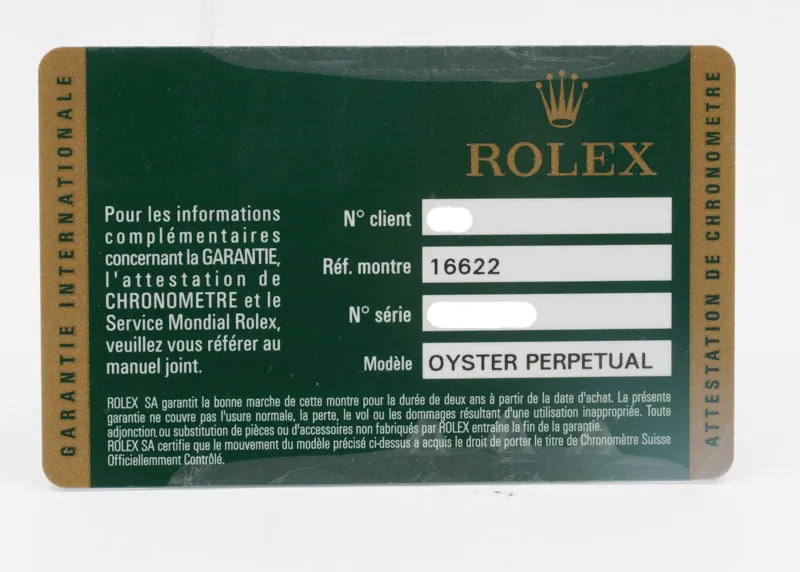 GARANTIE INTERNATIONALE
ROLEX
Pour les informations
complémentaires
concernant la GARANTIE,
l'attestation de
CHRONOMETRE et le
Service Mondial Rolex,
veuillez vous référer au
manuel joint.
N° client
Réf. montre 16622
N° série
Modèle OYSTER PERPETUAL
ROLEX SA garantit la bonne marche de cette montre pour la durée de deux ans à partir de la date d'achat. La présente
garantie ne couvre pas l'usure normale, la perte, le vol ou les dommages résultant d'une utilisation inappropriée. Toute
adjonction ou substitution de pièces ou d'accessoires non fabriqués par ROLEX entraîne la fin de la garantie.
ROLEX SA certifie que le mouvement du modèle précisé ci-dessus a acquis le droit de porter le titre de Chronomètre Suisse
Officiellemment Contrôlé.
ATTESTATION DE CHRONOMETRE